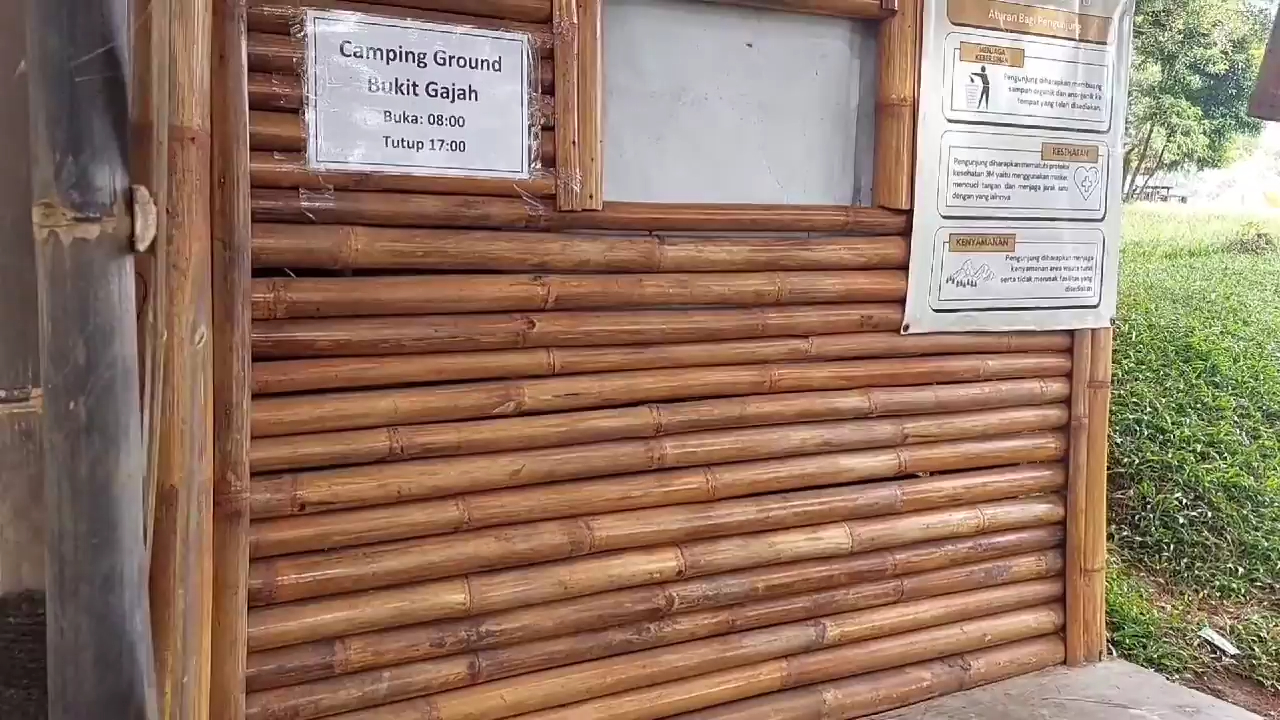 Camping Ground
Bukit Gajah
Buka: 08:00
Tutup 17:00
Aturan Bagi Pengunjung
MENJAGA
KEBERSIHAN
Pengunjung diharapkan membuang
sampah organik dan anorganik ke
tempat yang telah disediakan.
KESEHATAN
Pengunjung diharapkan mematuhi protokol
kesehatan 3M yaitu menggunakan masker,
mencuci tangan dan menjaga jarak satu
dengan yang lainnya
KENYAMANAN
Pengunjung diharapkan menjaga
kenyamanan area wisata
serta tidak merusak fasilitas yang
disediakan